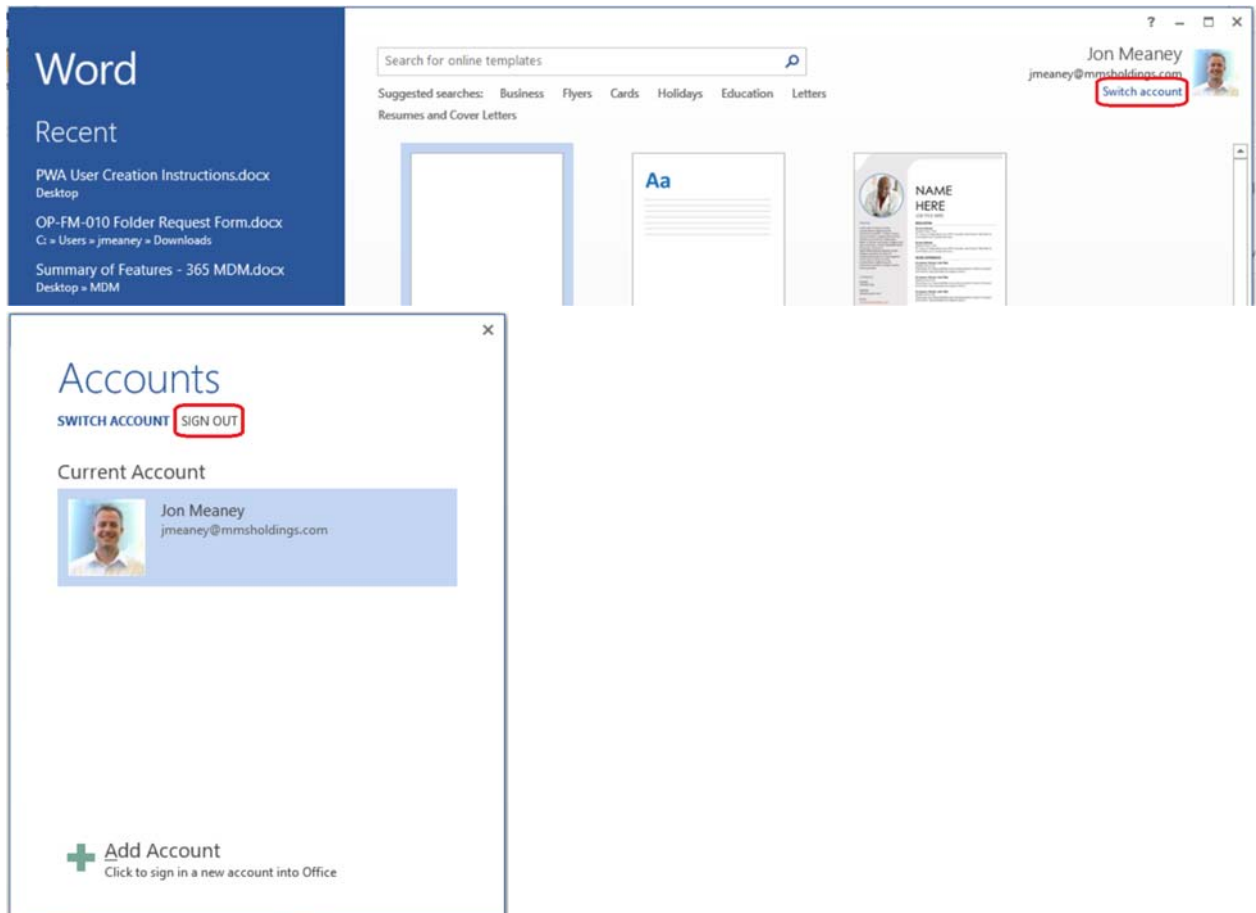 ? – □ ×
Word
Search for online templates
Jon Meaney
jmeaney@mmsholdings.com
Switch account
Suggested searches: Business Flyers Cards Holidays Education Letters
Resumes and Cover Letters
Recent
PWA User Creation Instructions.docx
Desktop
OP-FM-010 Folder Request Form.docx
C: » Users » jmeaney » Downloads
Summary of Features - 365 MDM.docx
Desktop » MDM
Aa
NAME
HERE
×
Accounts
SWITCH ACCOUNT SIGN OUT
Current Account
Jon Meaney
jmeaney@mmsholdings.com
Add Account
Click to sign in a new account into Office